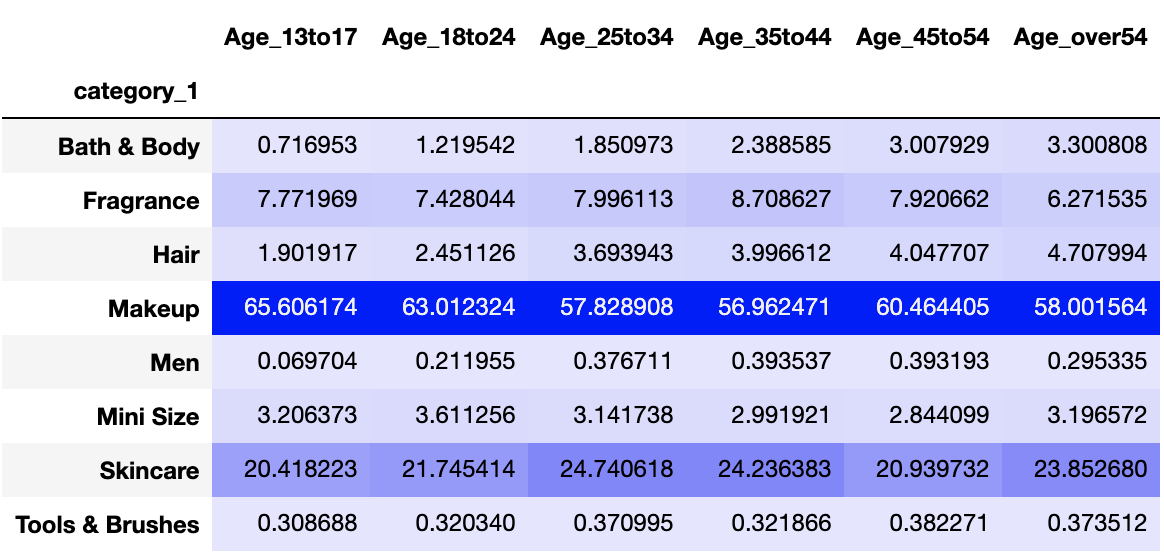 Age_13to17 Age_18to24 Age_25to34 Age_35to44 Age_45to54 Age_over54
category_1
Bath & Body 0.716953 1.219542 1.850973 2.388585 3.007929 3.300808
Fragrance 7.771969 7.428044 7.996113 8.708627 7.920662 6.271535
Hair 1.901917 2.451126 3.693943 3.996612 4.047707 4.707994
Makeup 65.606174 63.012324 57.828908 56.962471 60.464405 58.001564
Men 0.069704 0.211955 0.376711 0.393537 0.393193 0.295335
Mini Size 3.206373 3.611256 3.141738 2.991921 2.844099 3.196572
Skincare 20.418223 21.745414 24.740618 24.236383 20.939732 23.852680
Tools & Brushes 0.308688 0.320340 0.370995 0.321866 0.382271 0.373512